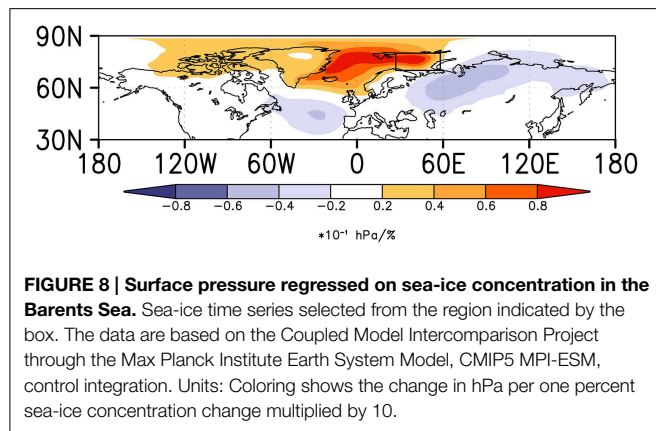 90N
60N
30N
180 120W 60W 0 60E 120E 180
−0.8 −0.6 −0.4 −0.2 0.2 0.4 0.6 0.8
*10⁻¹ hPa/%
FIGURE 8 | Surface pressure regressed on sea-ice concentration in the
Barents Sea. Sea-ice time series selected from the region indicated by the
box. The data are based on the Coupled Model Intercomparison Project
through the Max Planck Institute Earth System Model, CMIP5 MPI-ESM,
control integration. Units: Coloring shows the change in hPa per one percent
sea-ice concentration change multiplied by 10.